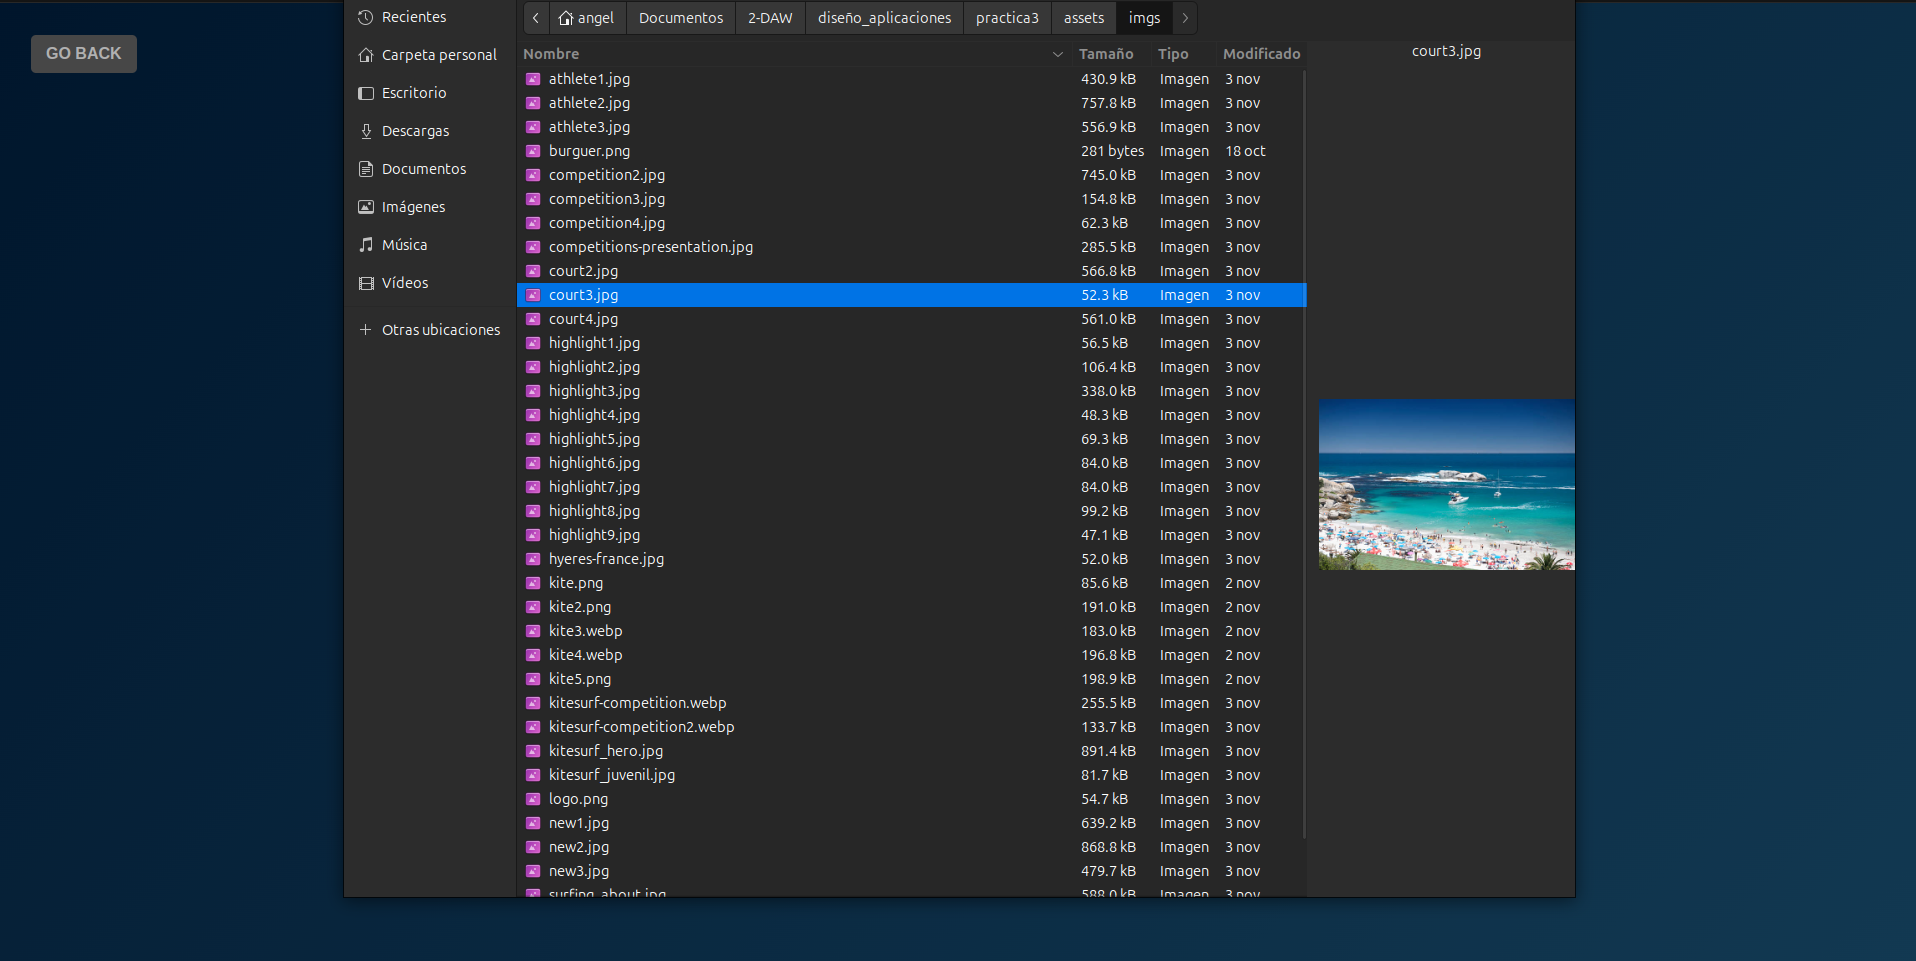 GO BACK
Recientes
Carpeta personal
Escritorio
Descargas
Documentos
Imágenes
Música
Vídeos
Otras ubicaciones
angel Documentos 2-DAW diseño_aplicaciones practica3 assets imgs
Nombre Tamaño Tipo Modificado
athlete1.jpg 430.9 kB Imagen 3 nov
athlete2.jpg 757.8 kB Imagen 3 nov
athlete3.jpg 556.9 kB Imagen 3 nov
burguer.png 281 bytes Imagen 18 oct
competition2.jpg 745.0 kB Imagen 3 nov
competition3.jpg 154.8 kB Imagen 3 nov
competition4.jpg 62.3 kB Imagen 3 nov
competitions-presentation.jpg 285.5 kB Imagen 3 nov
court2.jpg 566.8 kB Imagen 3 nov
court3.jpg 52.3 kB Imagen 3 nov
court4.jpg 561.0 kB Imagen 3 nov
highlight1.jpg 56.5 kB Imagen 3 nov
highlight2.jpg 106.4 kB Imagen 3 nov
highlight3.jpg 338.0 kB Imagen 3 nov
highlight4.jpg 48.3 kB Imagen 3 nov
highlight5.jpg 69.3 kB Imagen 3 nov
highlight6.jpg 84.0 kB Imagen 3 nov
highlight7.jpg 84.0 kB Imagen 3 nov
highlight8.jpg 99.2 kB Imagen 3 nov
highlight9.jpg 47.1 kB Imagen 3 nov
hyeres-france.jpg 52.0 kB Imagen 3 nov
kite.png 85.6 kB Imagen 2 nov
kite2.png 191.0 kB Imagen 2 nov
kite3.webp 183.0 kB Imagen 2 nov
kite4.webp 196.8 kB Imagen 2 nov
kite5.png 198.9 kB Imagen 2 nov
kitesurf-competition.webp 255.5 kB Imagen 3 nov
kitesurf-competition2.webp 133.7 kB Imagen 3 nov
kitesurf_hero.jpg 891.4 kB Imagen 3 nov
kitesurf_juvenil.jpg 81.7 kB Imagen 3 nov
logo.png 54.7 kB Imagen 3 nov
new1.jpg 639.2 kB Imagen 3 nov
new2.jpg 868.8 kB Imagen 3 nov
new3.jpg 479.7 kB Imagen 3 nov
surfing_about.jpg 588.0 kB Imagen 3 nov
court3.jpg